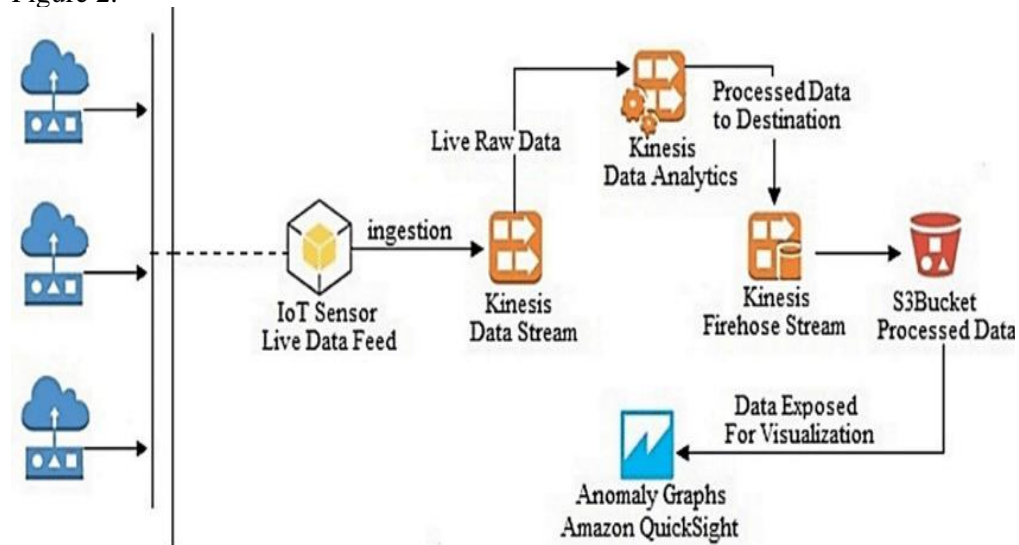 Figure 2.
Live Raw Data
Kinesis
Data Analytics
Processed Data
to Destination
ingestion
IoT Sensor
Live Data Feed
Kinesis
Data Stream
Kinesis
Firehose Stream
S3Bucket
Processed Data
Data Exposed
For Visualization
Anomaly Graphs
Amazon QuickSight